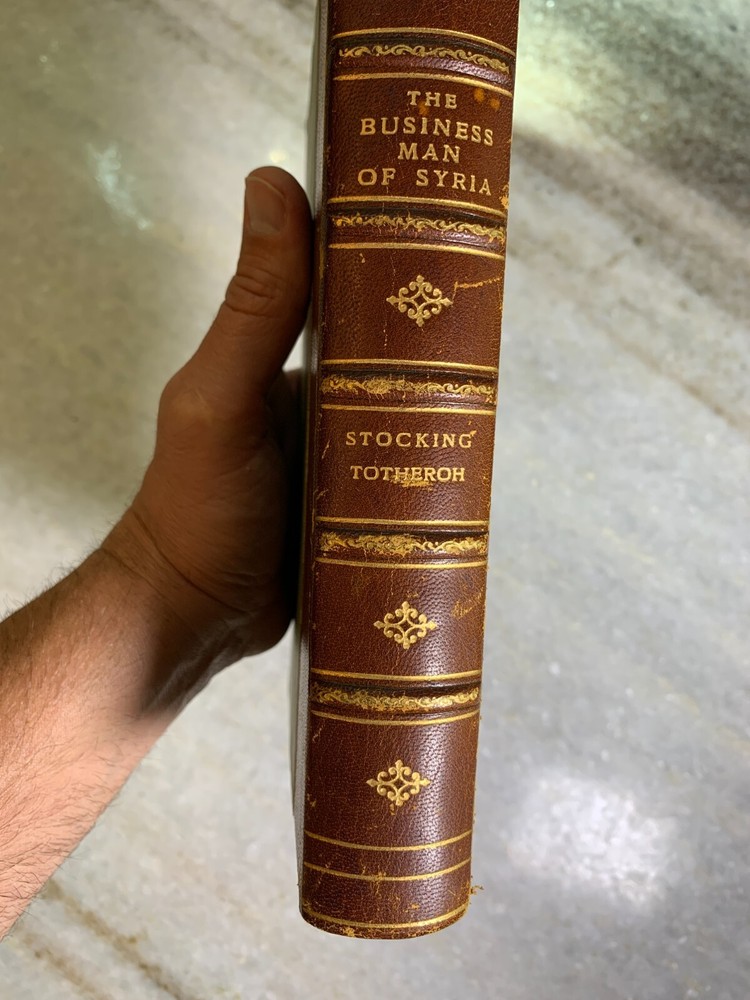 THE
BUSINESS
MAN
OF SYRIA
STOCKING
TOTHEROH